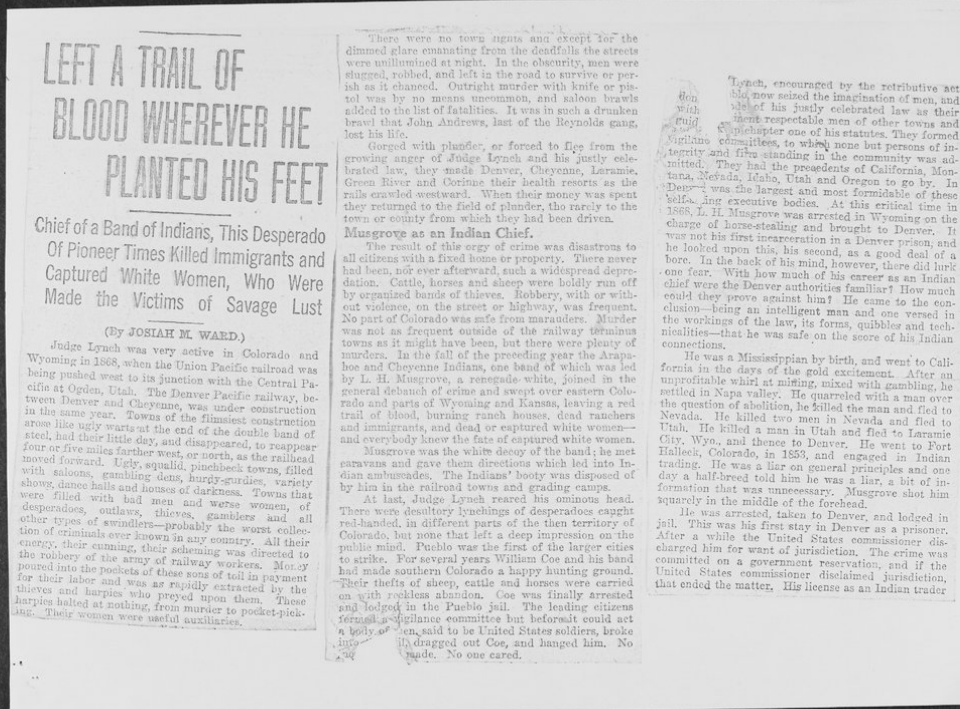 LEFT A TRAIL OF
BLOOD WHEREVER HE
PLANTED HIS FEET
Chief of a Band of Indians, This Desperado
Of Pioneer Times Killed Immigrants and
Captured White Women, Who Were
Made the Victims of Savage Lust
(By JOSIAH M. WARD.)
Judge Lynch was very active in Colorado and
Wyoming in 1868, when the Union Pacific railroad was
being pushed west to its junction with the Central Pa-
cific at Ogden, Utah. The Denver Pacific railway, be-
tween Denver and Cheyenne, was under construction
in the same year. Towns of the flimsiest construction
arose like ugly warts at the end of the double band of
steel, had their little day, and disappeared, to reappear
four or five miles farther west, or north, as the railhead
moved forward. Ugly, squalid, pinchbeck towns, filled
with saloons, gambling dens, hurdy-gurdies, variety
shows, dance halls and houses of darkness. Towns that
were filled with bad men and worse women, of
desperadoes, outlaws, thieves, gamblers and all
other types of swindlers—probably the worst collec-
tion of criminals ever known in any country. All their
energy, their cunning, their scheming was directed to
the robbery of the army of railway workers. Money
poured into the pockets of these sons of toil in payment
for their labor and was as rapidly extracted by the
thieves and harpies who preyed upon them. These
harpies halted at nothing, from murder to pocket-pick-
ing. Their women were useful auxiliaries.
There were no town lights and except for the
dimmed glare emanating from the deadfalls the streets
were unillumined at night. In the obscurity, men were
slugged, robbed, and left in the road to survive or per-
ish as it chanced. Outright murder with knife or pis-
tol was by no means uncommon, and saloon brawls
added to the list of fatalities. It was in such a drunken
brawl that John Andrews, last of the Reynolds gang,
lost his life.
Gorged with plunder, or forced to flee from the
growing anger of Judge Lynch and his justly cele-
brated law, they made Denver, Cheyenne, Laramie,
Green River and Corinne their health resorts as the
rails crawled westward. When their money was spent
they returned to the field of plunder, tho rarely to the
town or county from which they had been driven.
Musgrove as an Indian Chief.
The result of this orgy of crime was disastrous to
all citizens with a fixed home or property. There never
had been, nor ever afterward, such a widespread depre-
dation. Cattle, horses and sheep were boldly run off
by organized bands of thieves. Robbery, with or with-
out violence, on the street or highway, was frequent.
No part of Colorado was safe from marauders. Murder
was not as frequent outside of the railway terminus
towns as it might have been, but there were plenty of
murders. In the fall of the preceding year the Arapa-
hoe and Cheyenne Indians, one band of which was led
by L. H. Musgrove, a renegade white, joined in the
general debauch of crime and swept over eastern Colo-
rado and parts of Wyoming and Kansas, leaving a red
trail of blood, burning ranch houses, dead ranchers
and immigrants, and dead or captured white women—
and everybody knew the fate of captured white women.
Musgrove was the white decoy of the band; he met
caravans and gave them directions which led into In-
dian ambuscades. The Indians' booty was disposed of
by him in the railroad towns and grading camps.
At last, Judge Lynch reared his ominous head.
There were desultory lynchings of desperadoes caught
red-handed, in different parts of the then territory of
Colorado, but none that left a deep impression on the
public mind. Pueblo was the first of the larger cities
to strike. For several years William Coe and his band
had made southern Colorado a happy hunting ground.
Their thefts of sheep, cattle and horses were carried
on with reckless abandon. Coe was finally arrested
and lodged in the Pueblo jail. The leading citizens
formed a vigilance committee but before it could act
a body of men, said to be United States soldiers, broke
into il, dragged out Coe, and hanged him. No
made. No one cared.
Lynch, encouraged by the retributive act
blo, now seized the imagination of men, and
of his justly celebrated law as their
ment respectable men of other towns and
chapter one of his statutes. They formed
vigilance committees, to which none but persons of in-
tegrity and fine standing in the community was ad-
mitted. They had the precedents of California, Mon-
tana, Nevada, Idaho, Utah and Oregon to go by. In
Denver was the largest and most formidable of these
self- ing executive bodies. At this critical time in
1868, L. H. Musgrove was arrested in Wyoming on the
charge of horse-stealing and brought to Denver. It
was not his first incarceration in a Denver prison, and
he looked upon this, his second, as a good deal of a
bore. In the back of his mind, however, there did lurk
one fear. With how much of his career as an Indian
chief were the Denver authorities familiar? How much
could they prove against him? He came to the con-
clusion—being an intelligent man and one versed in
the workings of the law, its forms, quibbles and tech-
nicalities—that he was safe on the score of his Indian
connections.
He was a Mississippian by birth, and went to Cali-
fornia in the days of the gold excitement. After an
unprofitable whirl at mining, mixed with gambling, he
settled in Napa valley. He quarreled with a man over
the question of abolition, he killed the man and fled to
Nevada. He killed two men in Nevada and fled to
Utah. He killed a man in Utah and fled to Laramie
City, Wyo., and thence to Denver. He went to Fort
Halleck, Colorado, in 1853, and engaged in Indian
trading. He was a liar on general principles and one
day a half-breed told him he was a liar, a bit of in-
formation that was unnecessary. Musgrove shot him
squarely in the middle of the forehead.
He was arrested, taken to Denver, and lodged in
jail. This was his first stay in Denver as a prisoner.
After a while the United States commissioner dis-
charged him for want of jurisdiction. The crime was
committed on a government reservation, and if the
United States commissioner disclaimed jurisdiction,
that ended the matter. His license as an Indian trader